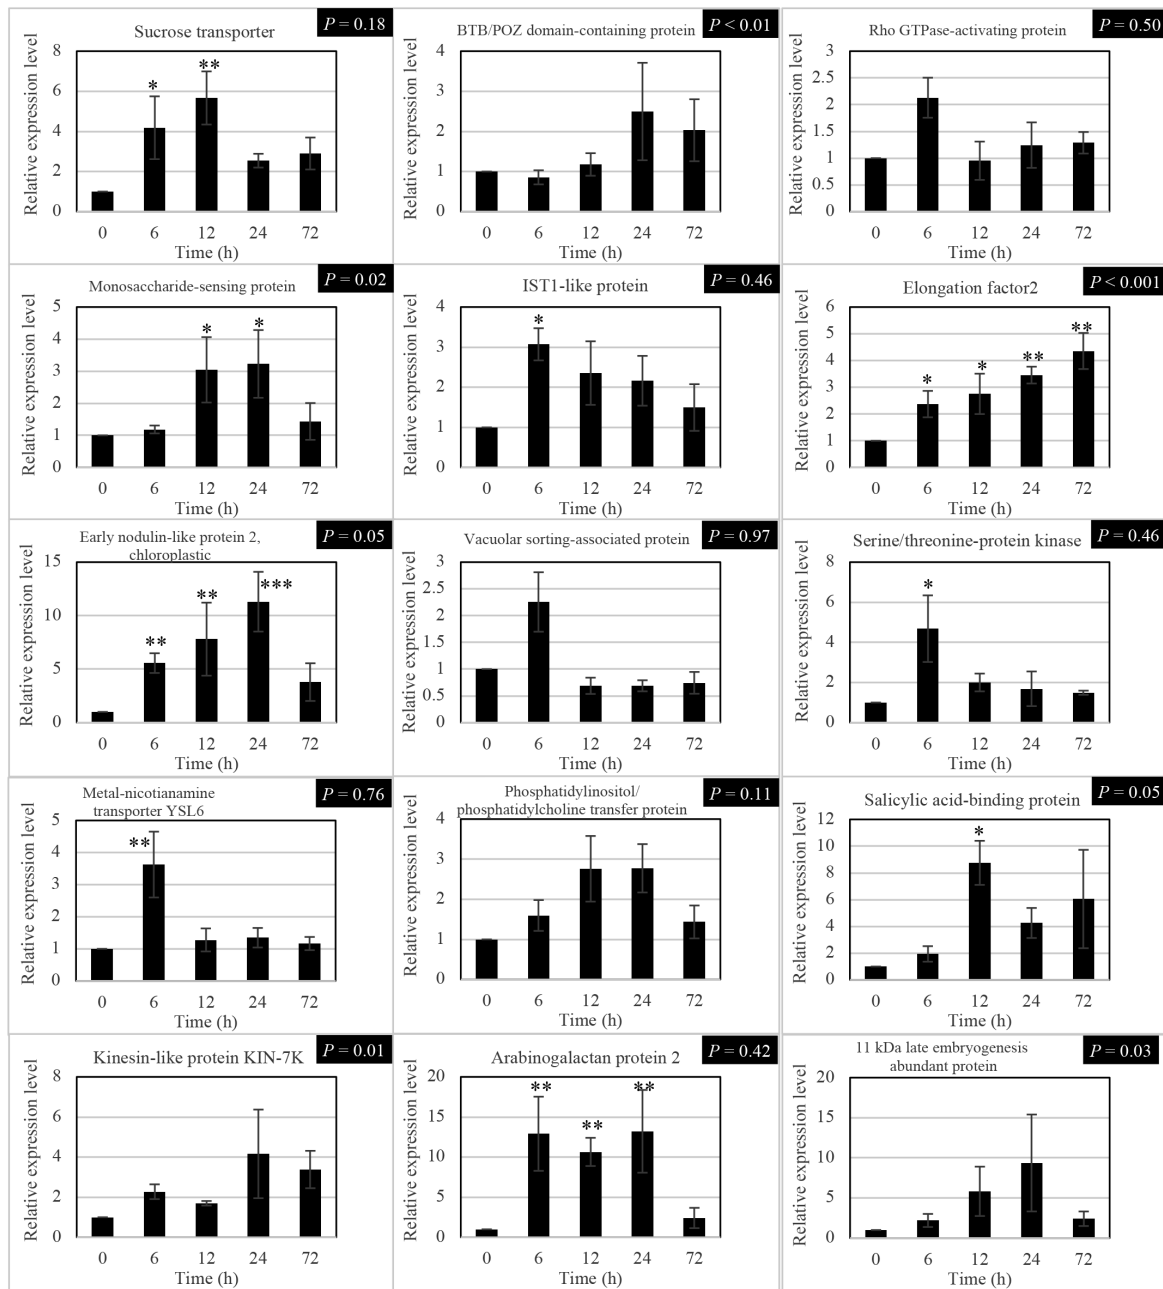 Sucrose transporter
P = 0.18
Relative expression level
8
6
4
2
0
* **
0 6 12 24 72
Time (h)
BTB/POZ domain-containing protein
P < 0.01
Relative expression level
4
3
2
1
0
0 6 12 24 72
Time (h)
Rho GTPase-activating protein
P = 0.50
Relative expression level
3
2.5
2
1.5
1
0.5
0
0 6 12 24 72
Time (h)
Monosaccharide-sensing protein
P = 0.02
Relative expression level
5
4
3
2
1
0
* *
0 6 12 24 72
Time (h)
IST1-like protein
P = 0.46
Relative expression level
4
3
2
1
0
*
0 6 12 24 72
Time (h)
Elongation factor2
P < 0.001
Relative expression level
6
5
4
3
2
1
0
* * ** **
0 6 12 24 72
Time (h)
Early nodulin-like protein 2,
chloroplastic
P = 0.05
Relative expression level
15
10
5
0
** ** ***
0 6 12 24 72
Time (h)
Vacuolar sorting-associated protein
P = 0.97
Relative expression level
3
2.5
2
1.5
1
0.5
0
0 6 12 24 72
Time (h)
Serine/threonine-protein kinase
P = 0.46
Relative expression level
8
6
4
2
0
*
0 6 12 24 72
Time (h)
Metal-nicotianamine
transporter YSL6
P = 0.76
Relative expression level
5
4
3
2
1
0
**
0 6 12 24 72
Time (h)
Phosphatidylinositol/
phosphatidylcholine transfer protein
P = 0.11
Relative expression level
4
3
2
1
0
0 6 12 24 72
Time (h)
Salicylic acid-binding protein
P = 0.05
Relative expression level
12
10
8
6
4
2
0
*
0 6 12 24 72
Time (h)
Kinesin-like protein KIN-7K
P = 0.01
Relative expression level
8
6
4
2
0
0 6 12 24 72
Time (h)
Arabinogalactan protein 2
P = 0.42
Relative expression level
20
15
10
5
0
** ** **
0 6 12 24 72
Time (h)
11 kDa late embryogenesis
abundant protein
P = 0.03
Relative expression level
20
15
10
5
0
0 6 12 24 72
Time (h)